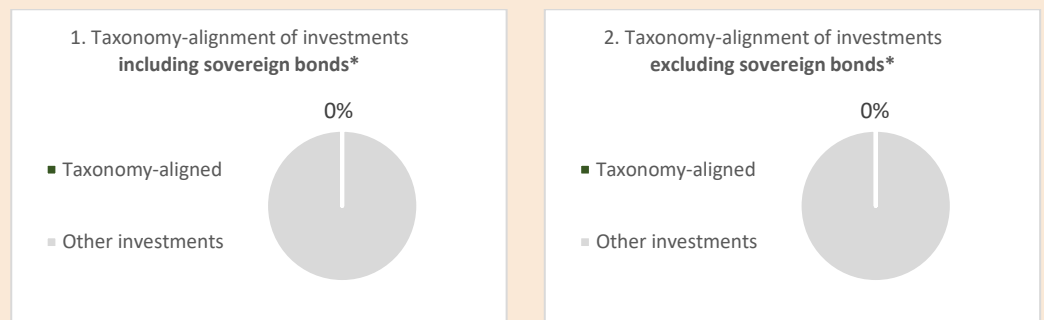 1. Taxonomy-alignment of investments
including sovereign bonds*
0%
Taxonomy-aligned
Other investments
2. Taxonomy-alignment of investments
excluding sovereign bonds*
0%
Taxonomy-aligned
Other investments